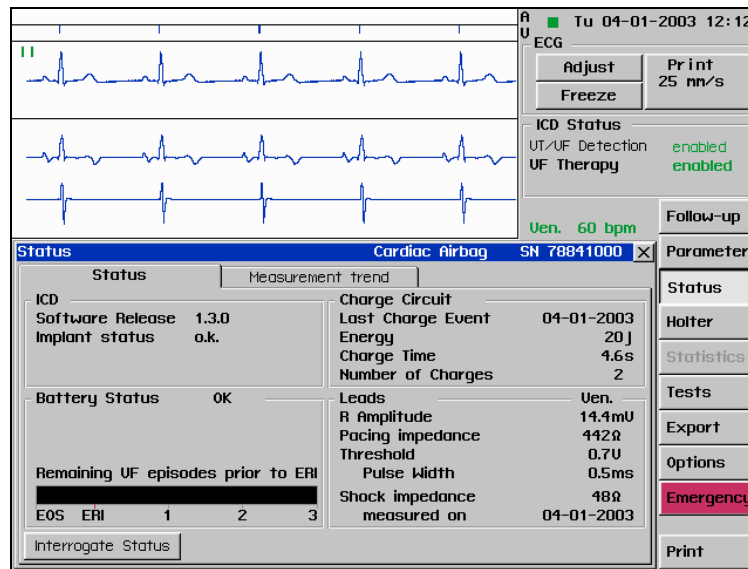 A
V
Tu 04-01-2003 12:12
ECG
Adjust
Freeze
Print
25 mm/s
ICD Status
VT/VF Detection enabled
VF Therapy enabled
Ven. 60 bpm
Follow-up
Parameter
Status
Holter
Statistics
Tests
Export
Options
Emergency
Print
Status Cardiac Airbag SN 78841000 X
Status Measurement trend
ICD
Software Release 1.3.0
Implant status o.k.
Charge Circuit
Last Charge Event 04-01-2003
Energy 20 J
Charge Time 4.6s
Number of Charges 2
Battery Status OK
Remaining VF episodes prior to ERI
EOS ERI 1 2 3
Leads Ven.
R Amplitude 14.4mV
Pacing impedance 442Ω
Threshold 0.7V
Pulse Width 0.5ms
Shock impedance 48Ω
measured on 04-01-2003
Interrogate Status